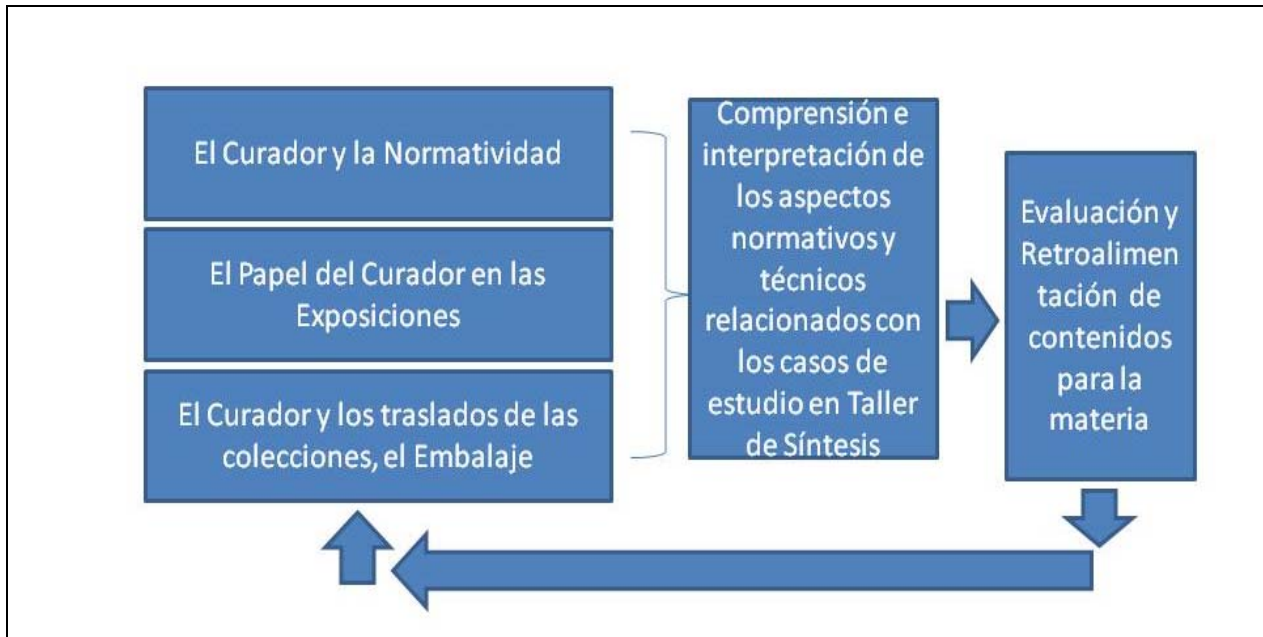 El Curador y la Normatividad
El Papel del Curador en las
Exposiciones
El Curador y los traslados de las
colecciones, el Embalaje
Comprensión e
interpretación de
los aspectos
normativos y
técnicos
relacionados con
los casos de
estudio en Taller
de Síntesis
Evaluación y
Retroalimen
tación de
contenidos
para la
materia